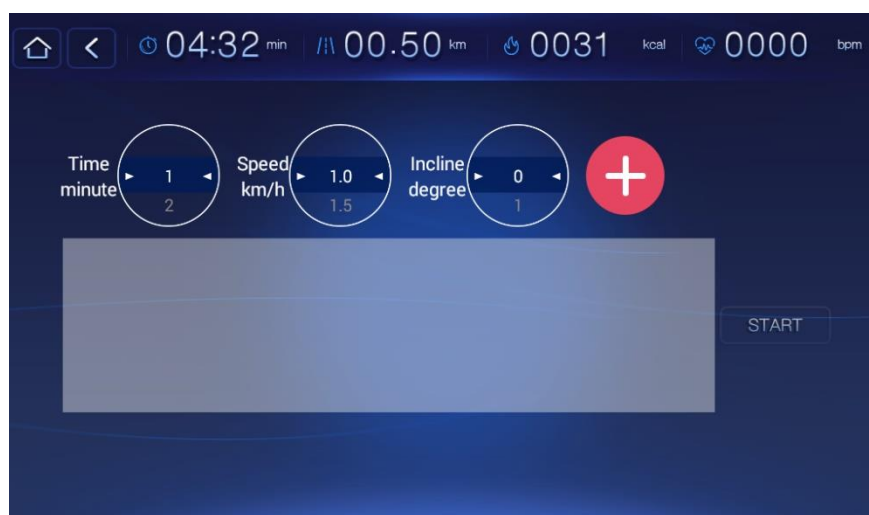 04:32 min 00.50 km 0031 kcal 0000 bpm
Time minute
1
2
Speed km/h
1.0
1.5
Incline degree
0
1
START